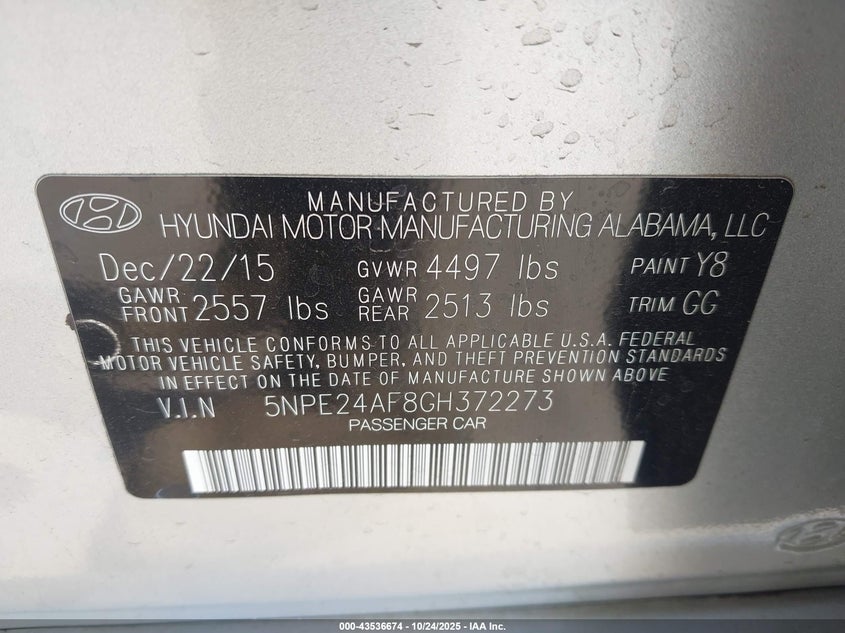 MANUFACTURED BY
HYUNDAI MOTOR MANUFACTURING ALABAMA, LLC
Dec/22/15 GVWR 4497 lbs PAINT Y8
GAWR FRONT 2557 lbs GAWR REAR 2513 lbs TRIM GG
THIS VEHICLE CONFORMS TO ALL APPLICABLE U.S.A. FEDERAL
MOTOR VEHICLE SAFETY, BUMPER, AND THEFT PREVENTION STANDARDS
IN EFFECT ON THE DATE OF MANUFACTURE SHOWN ABOVE
V.I.N 5NPE24AF8GH372273
PASSENGER CAR
000-43536674 - 10/24/2025 - IAA Inc.